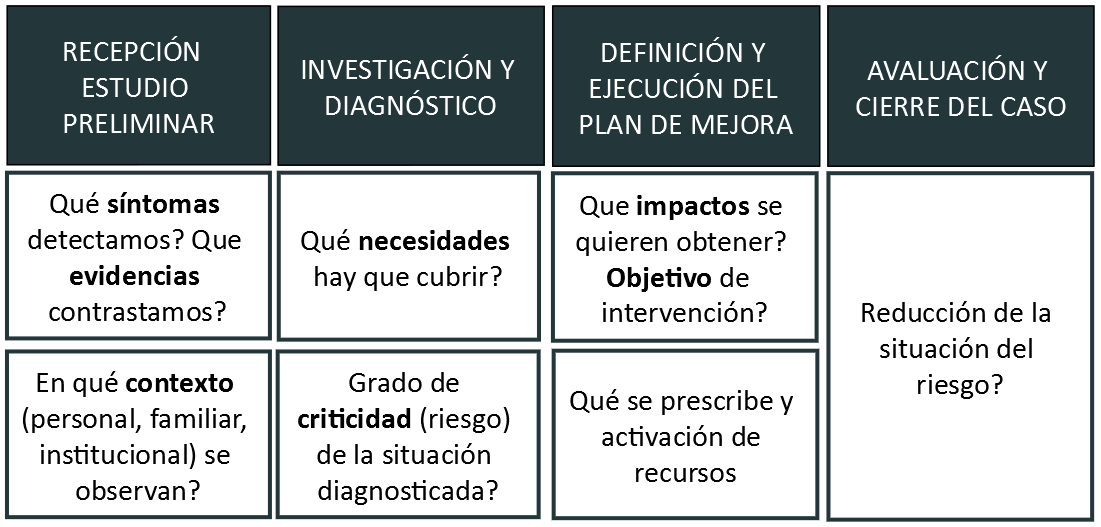 RECEPCIÓN
ESTUDIO
PRELIMINAR
INVESTIGACIÓN Y
DIAGNÓSTICO
DEFINICIÓN Y
EJECUCIÓN DEL
PLAN DE MEJORA
AVALUACIÓN Y
CIERRE DEL CASO
Qué síntomas
detectamos? Que
evidencias
contrastamos?
Qué necesidades
hay que cubrir?
Que impactos se
quieren obtener?
Objetivo de
intervención?
Reducción de la
situación del
riesgo?
En qué contexto
(personal, familiar,
institucional) se
observan?
Grado de
criticidad (riesgo)
de la situación
diagnosticada?
Qué se prescribe y
activación de
recursos